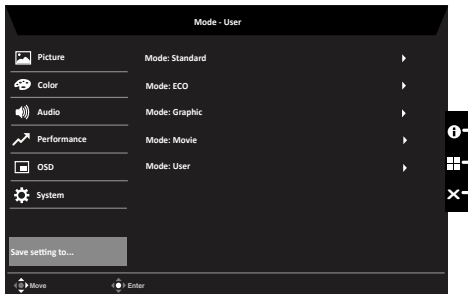 Mode - User
Picture
Color
Audio
Performance
OSD
System
Save setting to...
Mode: Standard
Mode: ECO
Mode: Graphic
Mode: Movie
Mode: User
Move
Enter